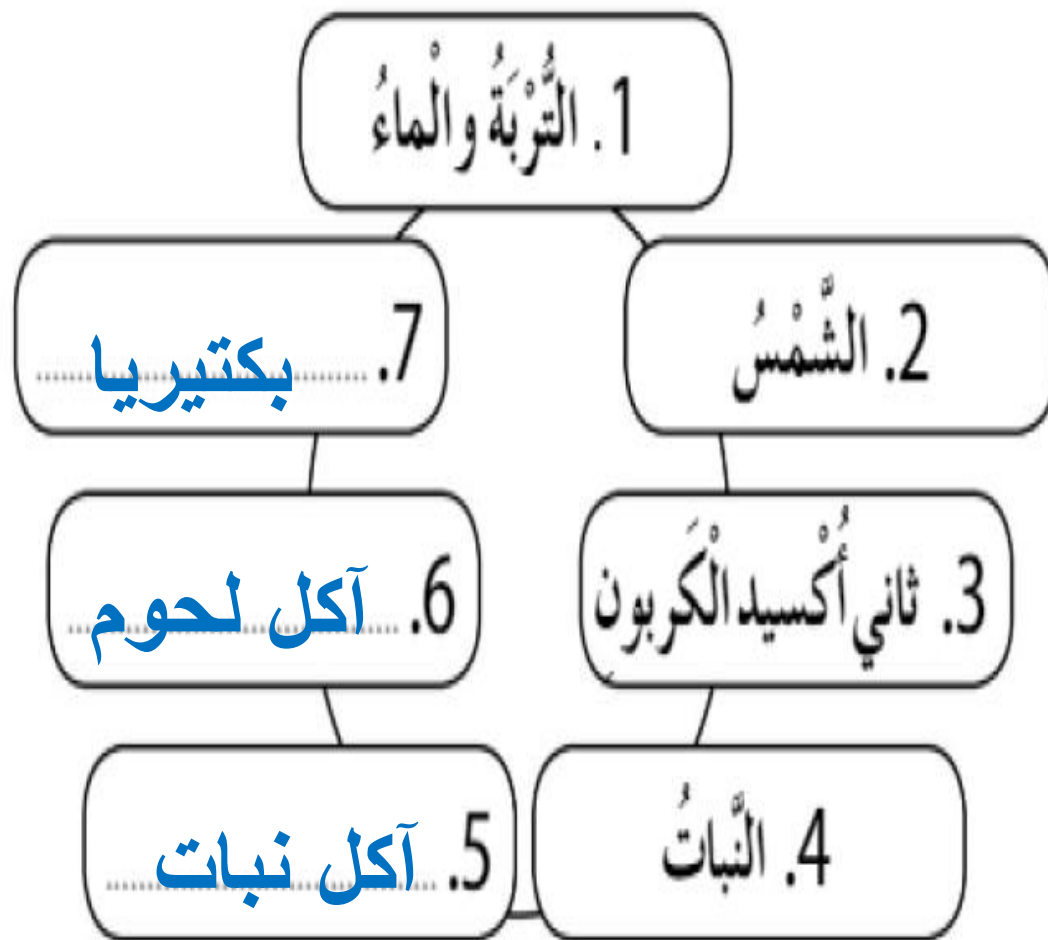 1. التُّرْبَةُ والْماءُ
2. الشَّمْسُ
3. ثاني أُكْسيد الْكَربون
4. النَّباتُ
5. آكل نبات
6. آكل لحوم
7. بكتيريا